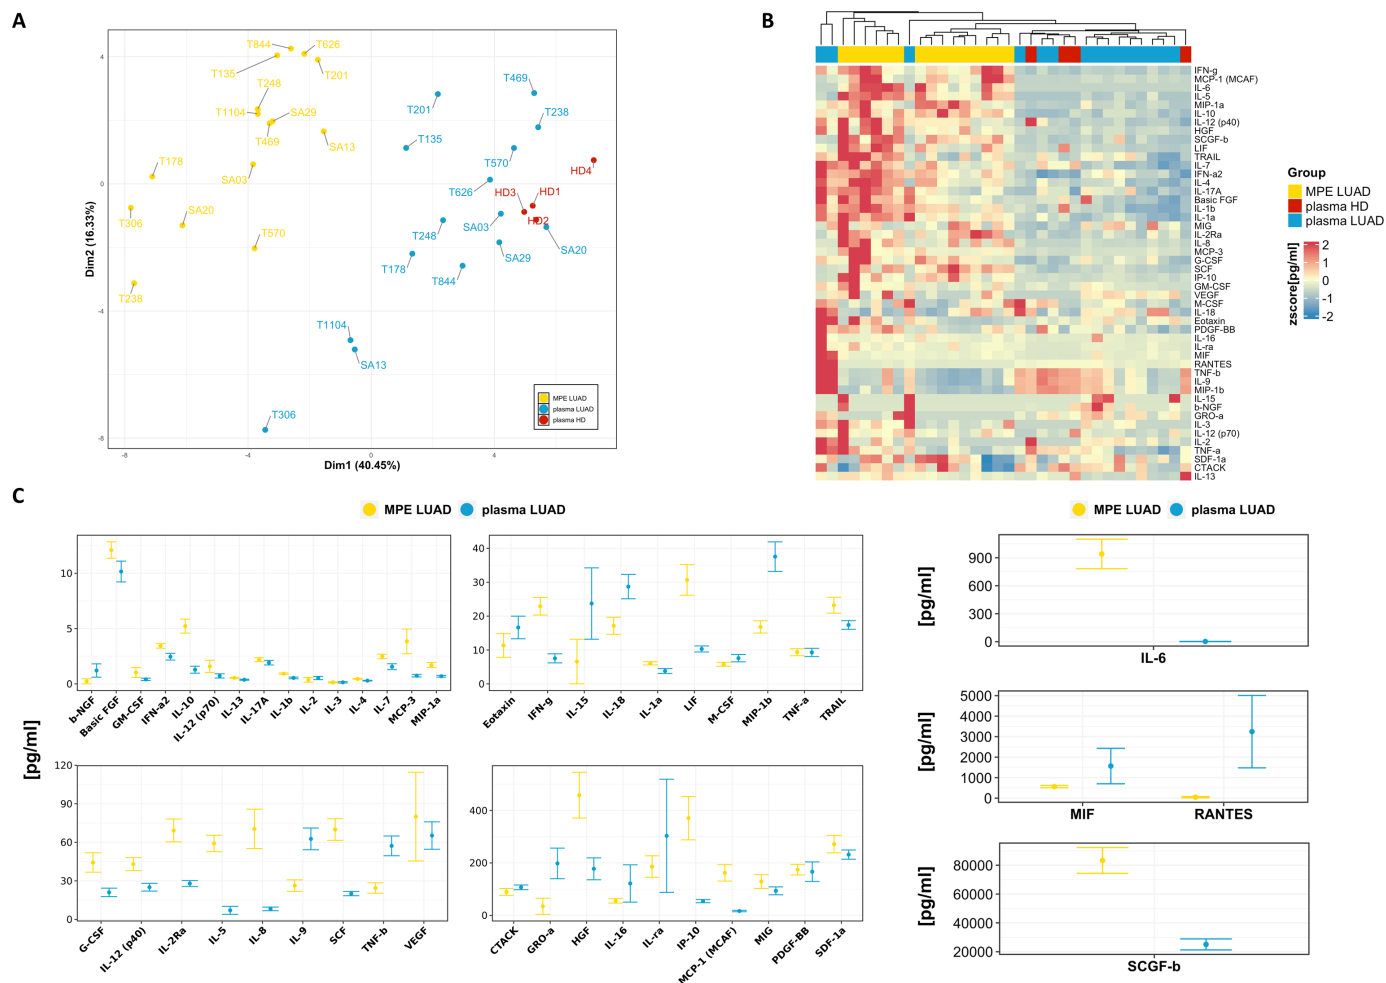 A
T844
T626
T135
T201
T248
T1104
SA29
T469
SA13
T178
SA03
T306
SA20
T570
T238
T469
T201
T238
T135
T570
T626
HD4
HD3
HD1
HD2
SA03
T248
SA20
SA29
T178
T844
T1104
SA13
T306
4
0
-4
-8
-8
-4
0
4
Dim2 (16.33%)
Dim1 (40.45%)
MPE LUAD
plasma LUAD
plasma HD
B
IFN-g
MCP-1 (MCAF)
IL-6
IL-5
MIP-1a
IL-10
IL-12 (p40)
HGF
SCGF-b
LIF
TRAIL
IL-7
IFN-a2
IL-4
IL-17A
Basic FGF
IL-1b
IL-1a
MIG
IL-2Ra
IL-8
MCP-3
G-CSF
SCF
IP-10
GM-CSF
VEGF
M-CSF
IL-18
Eotaxin
PDGF-BB
IL-16
IL-ra
MIF
RANTES
TNF-b
IL-9
MIP-1b
IL-15
b-NGF
GRO-a
IL-3
IL-12 (p70)
IL-2
TNF-a
SDF-1a
CTACK
IL-13
Group
MPE LUAD
plasma HD
plasma LUAD
zscore[pg/ml]
2
1
0
-1
-2
C
MPE LUAD plasma LUAD
[pg/ml]
10
5
0
b-NGF
Basic FGF
GM-CSF
IFN-a2
IL-10
IL-12 (p70)
IL-13
IL-17A
IL-1b
IL-2
IL-3
IL-4
IL-7
MCP-3
MIP-1a
40
30
20
10
0
Eotaxin
IFN-g
IL-15
IL-18
IL-1a
LIF
M-CSF
MIP-1b
TNF-a
TRAIL
120
90
60
30
0
G-CSF
IL-12 (p40)
IL-2Ra
IL-5
IL-8
IL-9
SCF
TNF-b
VEGF
400
200
0
CTACK
GRO-a
HGF
IL-16
IL-ra
IP-10
MCP-1 (MCAF)
MIG
PDGF-BB
SDF-1a
MPE LUAD plasma LUAD
[pg/ml]
900
600
300
0
IL-6
[pg/ml]
5000
4000
3000
2000
1000
0
MIF
RANTES
[pg/ml]
80000
60000
40000
20000
SCGF-b